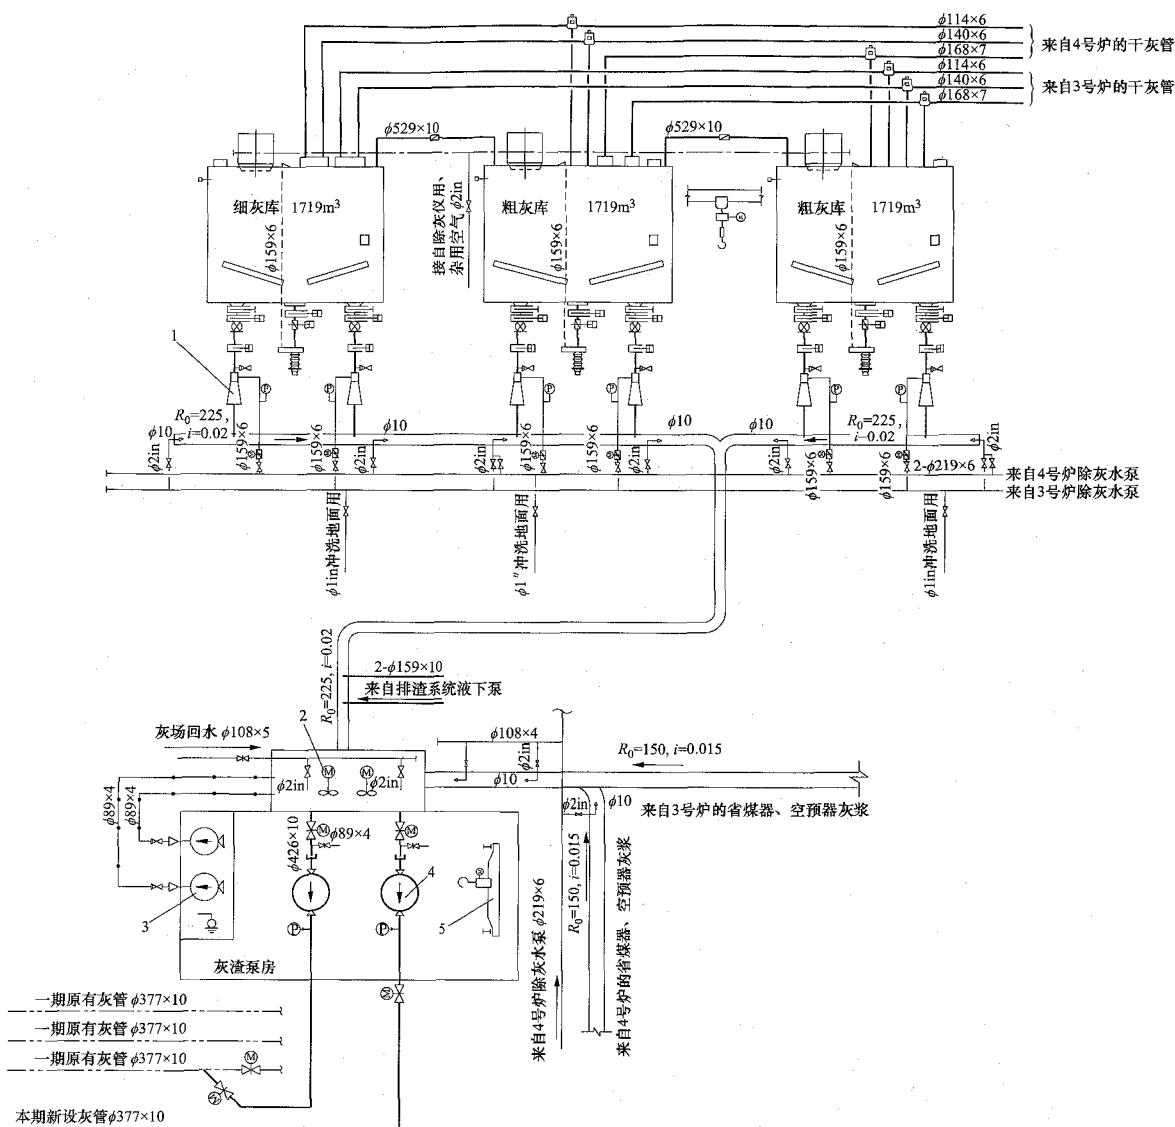 ϕ114×6
ϕ140×6
ϕ168×7
来自4号炉的干灰管
ϕ114×6
ϕ140×6
ϕ168×7
来自3号炉的干灰管
ϕ529×10
ϕ529×10
细灰库 1719m³
粗灰库 1719m³
粗灰库 1719m³
ϕ159×6
ϕ159×6
ϕ159×6
接自除灰仪用、
杂用空气 ϕ2in
1
P
P
P
P
P
P
R₀=225,
i=0.02
ϕ10
ϕ10
ϕ10
ϕ10
R₀=225,
i=0.02
ϕ2in
ϕ159×6
ϕ159×6
ϕ2in
ϕ2in
ϕ159×6
ϕ159×6
ϕ2in
ϕ2in
ϕ159×6
ϕ159×6
ϕ2in
2-ϕ219×6
来自4号炉除灰水泵
来自3号炉除灰水泵
ϕ1in冲洗地面用
ϕ1″冲洗地面用
ϕ1in冲洗地面用
R₀=225, i=0.02
2-ϕ159×10
来自排渣系统液下泵
灰场回水 ϕ108×5
2
M
M
ϕ2in
ϕ2in
ϕ108×4
ϕ2in
ϕ10
R₀=150, i=0.015
来自3号炉的省煤器、空预器灰浆
ϕ2in
ϕ10
ϕ89×4
ϕ89×4
ϕ426×10
M
ϕ89×4
M
3
4
5
P
P
灰渣泵房
M
来自4号炉除灰水泵 ϕ219×6
R₀=150, i=0.015
来自4号炉的省煤器、空预器灰浆
一期原有灰管 ϕ377×10
一期原有灰管 ϕ377×10
一期原有灰管 ϕ377×10
M
本期新设灰管ϕ377×10